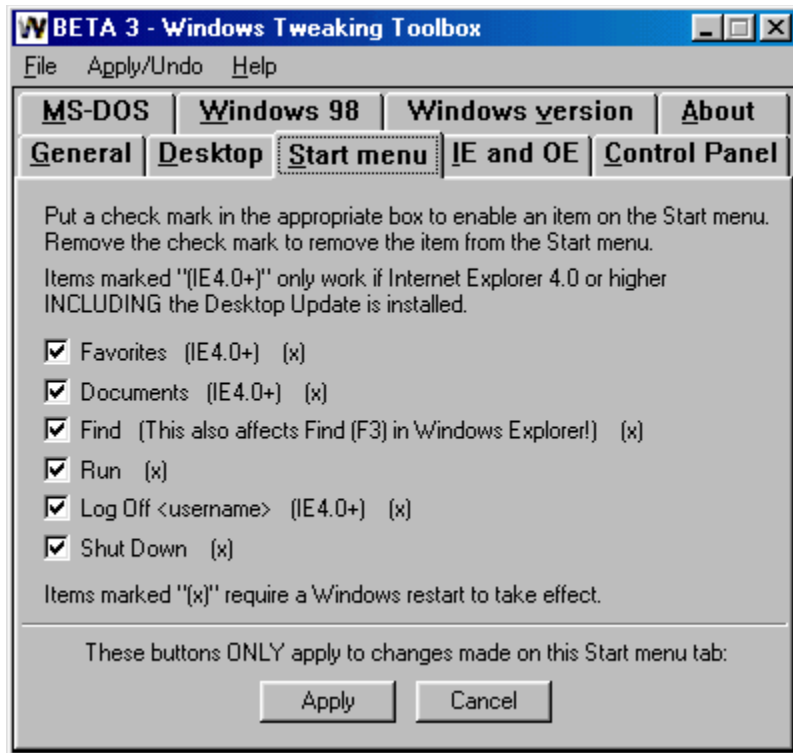 BETA 3 - Windows Tweaking Toolbox
File Apply/Undo Help
MS-DOS Windows 98 Windows version About
General Desktop Start menu IE and OE Control Panel
Put a check mark in the appropriate box to enable an item on the Start menu.
Remove the check mark to remove the item from the Start menu.
Items marked "(IE4.0+)" only work if Internet Explorer 4.0 or higher
INCLUDING the Desktop Update is installed.
Favorites (IE4.0+) (x)
Documents (IE4.0+) (x)
Find (This also affects Find (F3) in Windows Explorer!) (x)
Run (x)
Log Off <username> (IE4.0+) (x)
Shut Down (x)
Items marked "(x)" require a Windows restart to take effect.
These buttons ONLY apply to changes made on this Start menu tab:
Apply Cancel